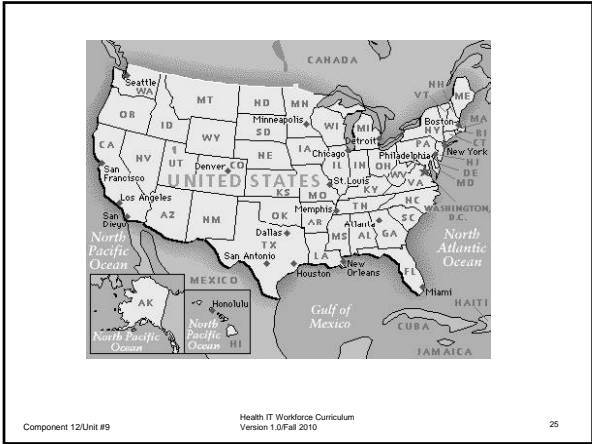 CANADA
Seattle
WA
MT
ND
MN
NH
VT
ME
OR
ID
Minneapolis
WI
MI
Boston
MA
SD
WY
NY
RI
CT
Detroit
CA
NV
UT
NE
IA
Chicago
PA
Philadelphia
New York
NJ
DE
MD
Denver
CO
IL
IN
OH
WV
VA
San
Francisco
UNITED STATES
St. Louis
KS
MO
KY
WASHINGTON,
D.C.
Los Angeles
San
Diego
AZ
NM
OK
AR
Memphis
TN
NC
SC
Atlanta
Dallas
TX
MS
AL
GA
North
Pacific
Ocean
North
Atlantic
Ocean
San Antonio
LA
Houston
New
Orleans
FL
MEXICO
Miami
AK
Honolulu
Gulf of
Mexico
HAITI
North Pacific
Ocean
North
Pacific
Ocean
HI
CUBA
JAMAICA
Component 12/Unit #9
Health IT Workforce Curriculum
Version 1.0/Fall 2010
25